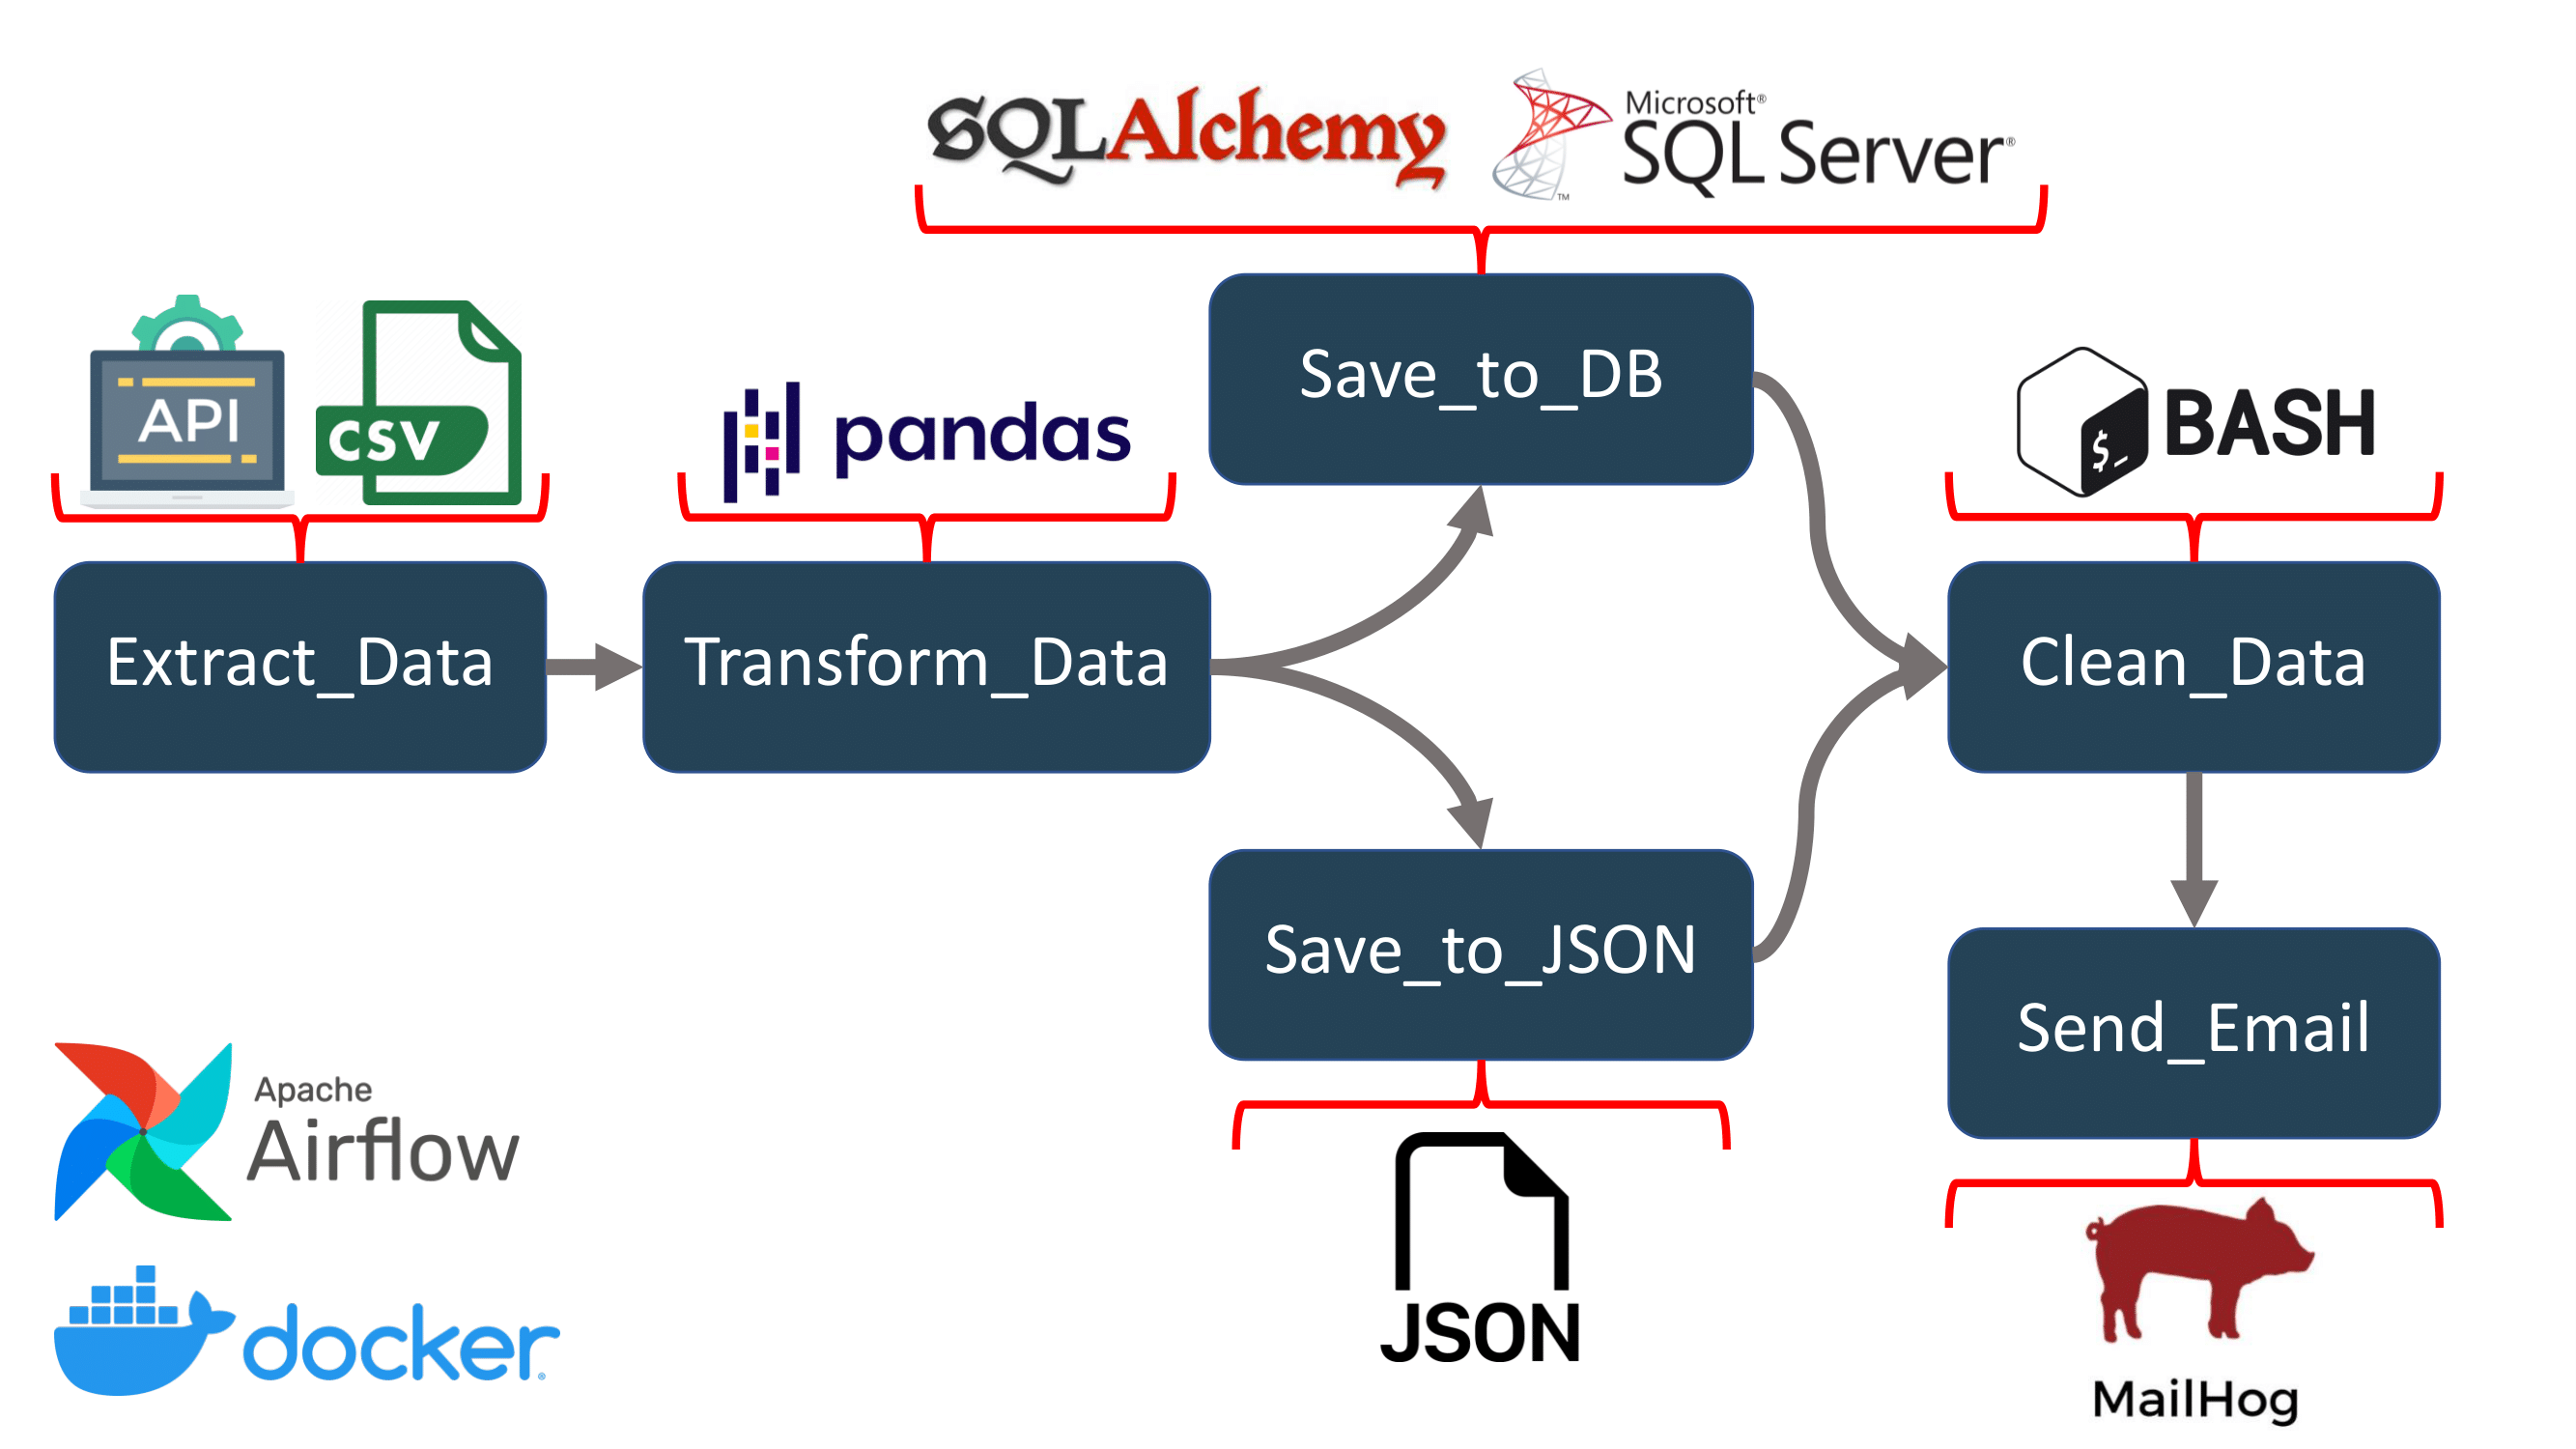 SQLAlchemy
Microsoft®
SQL Server®
TM
API
CSV
pandas
Save_to_DB
$_
BASH
Extract_Data
Transform_Data
Clean_Data
Save_to_JSON
Send_Email
Apache
Airflow
docker®
JSON
MailHog